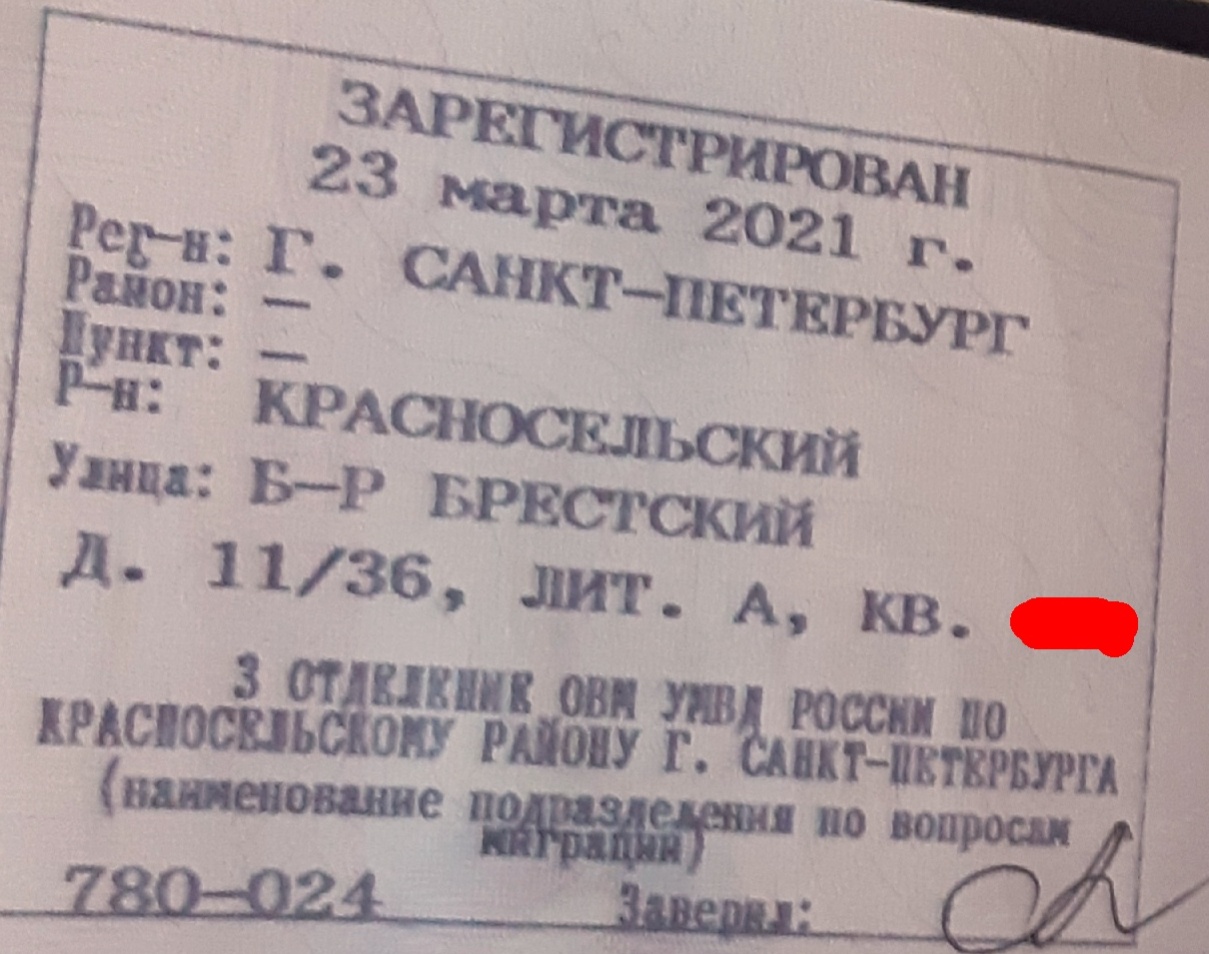 ЗАРЕГИСТРИРОВАН
23 марта 2021 г.
Рег-н: Г. САНКТ-ПЕТЕРБУРГ
Район: —
Пункт: —
Р-н: КРАСНОСЕЛЬСКИЙ
Улица: Б-Р БРЕСТСКИЙ
Д. 11/36, ЛИТ. А, КВ.
3 ОТДЕЛЕНИЕ ОВМ УМВД РОССИИ ПО
КРАСНОСЕЛЬСКОМУ РАЙОНУ Г. САНКТ-ПЕТЕРБУРГА
(наименование подразделения по вопросам
миграции)
780-024 Заверил: